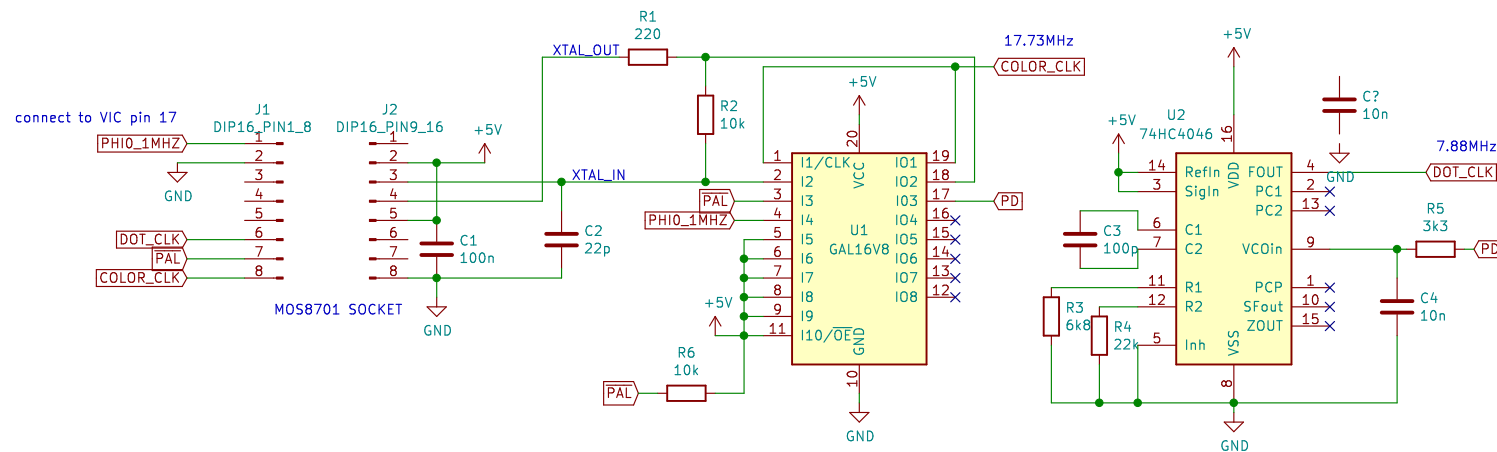 connect to VIC pin 17
J1
DIP16_PIN1_8
PHI0_1MHZ
GND
DOT_CLK
PAL
COLOR_CLK
1
2
3
4
5
6
7
8
J2
DIP16_PIN9_16
1
2
3
4
5
6
7
8
MOS8701 SOCKET
+5V
C1
100n
GND
XTAL_OUT
XTAL_IN
C2
22p
R1
220
R2
10k
PAL
PHI0_1MHZ
+5V
R6
10k
PAL
+5V
20
VCC
1 I1/CLK
2 I2
3 I3
4 I4
5 I5
6 I6
7 I7
8 I8
9 I9
11 I10/OE
U1
GAL16V8
IO1 19
IO2 18
IO3 17
IO4 16
IO5 15
IO6 14
IO7 13
IO8 12
GND
10
GND
17.73MHz
COLOR_CLK
PD
+5V
U2
74HC4046
+5V
16
VDD
14 RefIn
3 SigIn
6 C1
7 C2
11 R1
12 R2
5 Inh
FOUT 4
PC1 2
PC2 13
VCOin 9
PCP 1
SFout 10
ZOUT 15
VSS
8
GND
C3
100p
R3
6k8
R4
22k
C?
10n
GND
7.88MHz
DOT_CLK
R5
3k3
PD
C4
10n